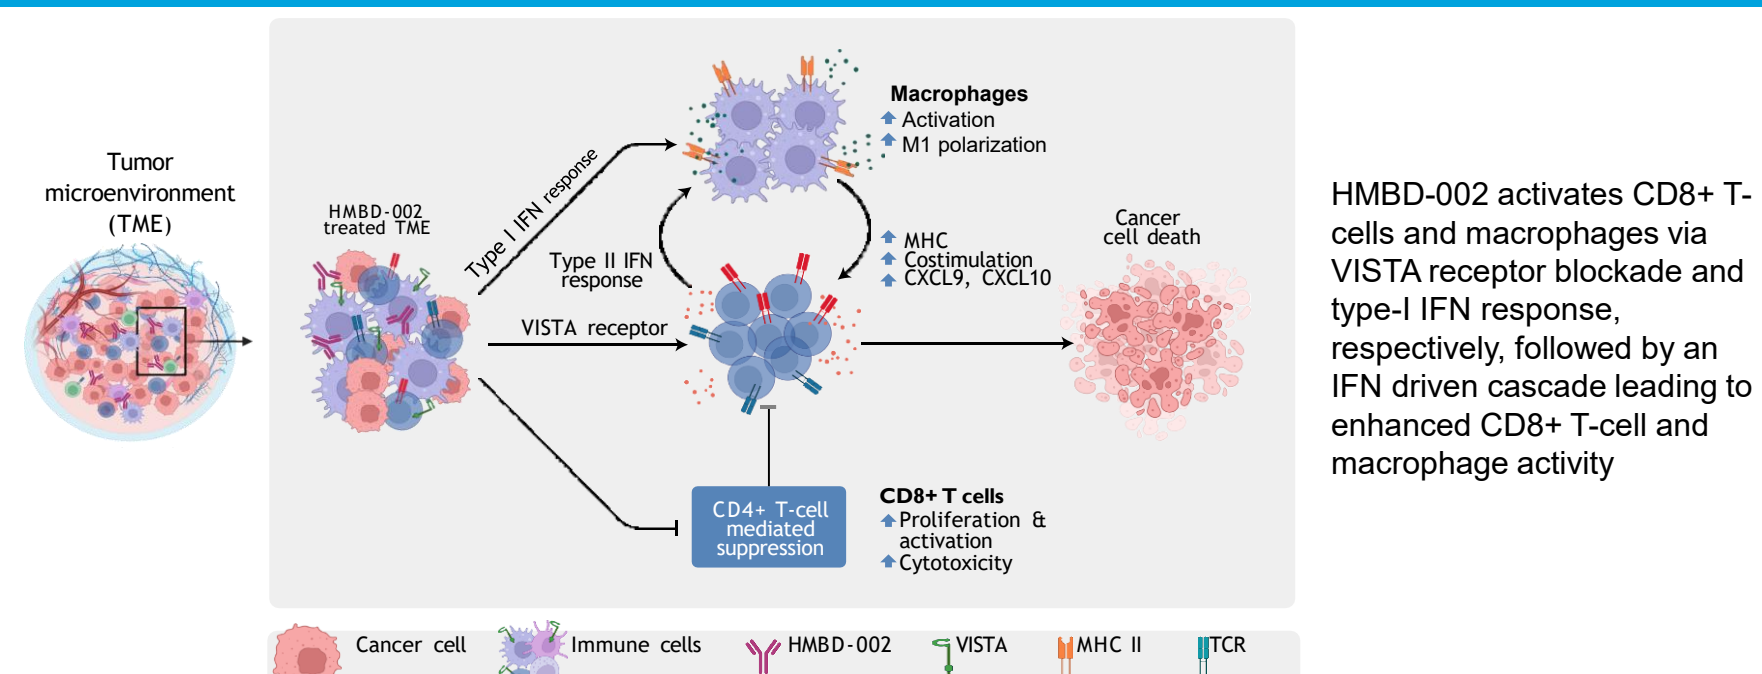 Tumor
microenvironment
(TME)
HMBD-002
treated TME
Type I IFN response
Type II IFN
response
VISTA receptor
Macrophages
Activation
M1 polarization
MHC
Costimulation
CXCL9, CXCL10
Cancer
cell death
CD4+ T-cell
mediated
suppression
CD8+ T cells
Proliferation &
activation
Cytotoxicity
HMBD-002 activates CD8+ T-
cells and macrophages via
VISTA receptor blockade and
type-I IFN response,
respectively, followed by an
IFN driven cascade leading to
enhanced CD8+ T-cell and
macrophage activity
Cancer cell
Immune cells
HMBD-002
VISTA
MHC II
TCR